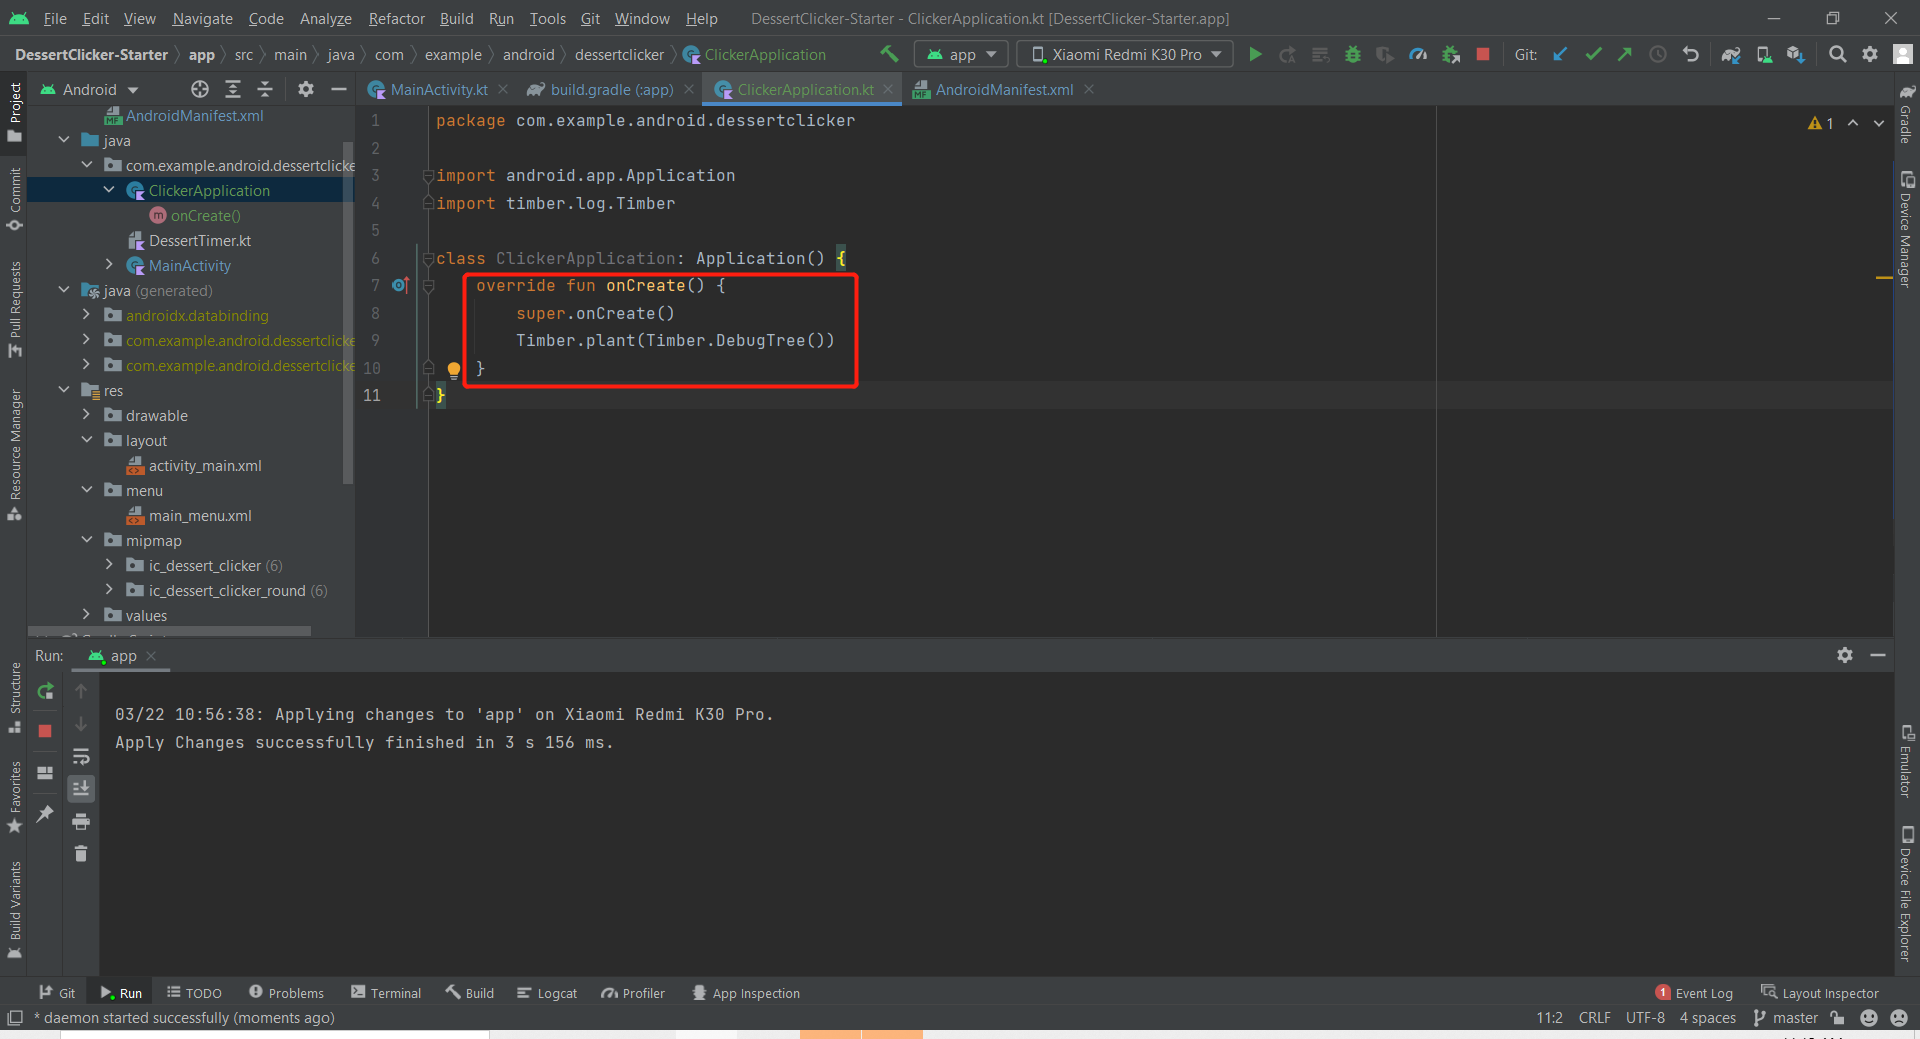 File Edit View Navigate Code Analyze Refactor Build Run Tools Git Window Help DessertClicker-Starter - ClickerApplication.kt [DessertClicker-Starter.app]
DessertClicker-Starter app src main java com example android dessertclicker ClickerApplication app Xiaomi Redmi K30 Pro Git:
Android MainActivity.kt build.gradle (:app) ClickerApplication.kt AndroidManifest.xml
Project
Commit
Pull Requests
Resource Manager
Structure
Favorites
Build Variants
AndroidManifest.xml
java
com.example.android.dessertclicke
ClickerApplication
onCreate()
DessertTimer.kt
MainActivity
java (generated)
androidx.databinding
com.example.android.dessertclicke
com.example.android.dessertclicke
res
drawable
layout
activity_main.xml
menu
main_menu.xml
mipmap
ic_dessert_clicker (6)
ic_dessert_clicker_round (6)
values
1 package com.example.android.dessertclicker
2
3 import android.app.Application
4 import timber.log.Timber
5
6 class ClickerApplication: Application() {
7 override fun onCreate() {
8 super.onCreate()
9 Timber.plant(Timber.DebugTree())
10 }
11 }
1
Gradle
Device Manager
Emulator
Device File Explorer
Run: app
03/22 10:56:38: Applying changes to 'app' on Xiaomi Redmi K30 Pro.
Apply Changes successfully finished in 3 s 156 ms.
Git Run TODO Problems Terminal Build Logcat Profiler App Inspection 1 Event Log Layout Inspector
* daemon started successfully (moments ago) 11:2 CRLF UTF-8 4 spaces master